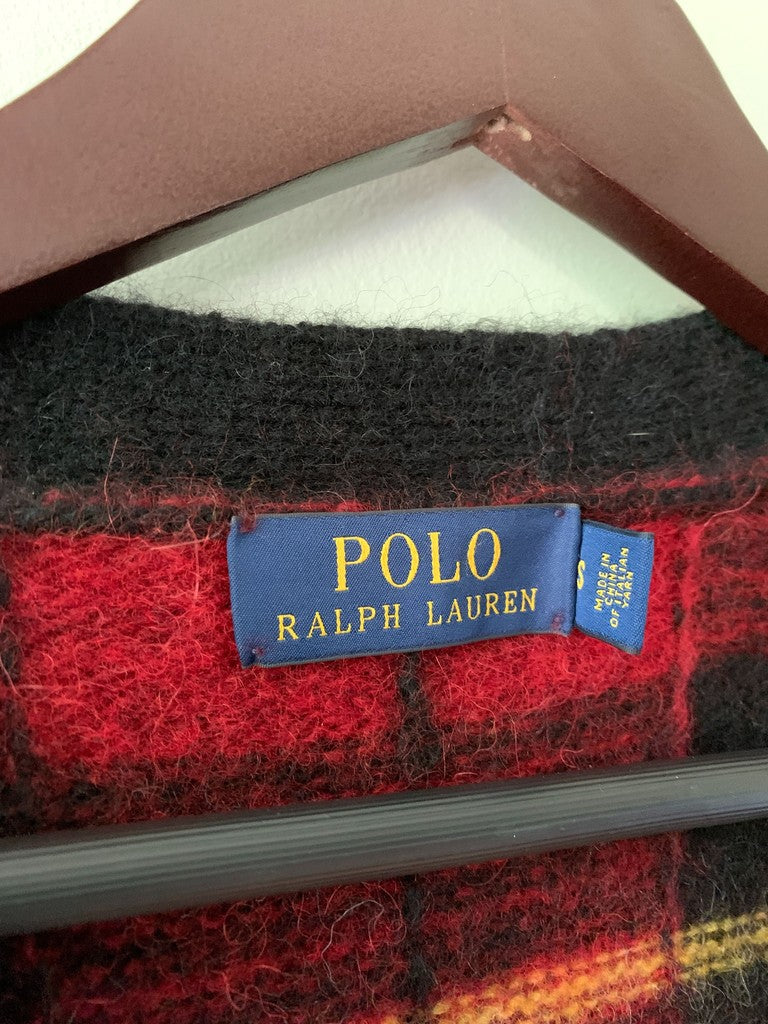 POLO
RALPH LAUREN
S
MADE IN
CHINA
OF ITALIAN
YARN